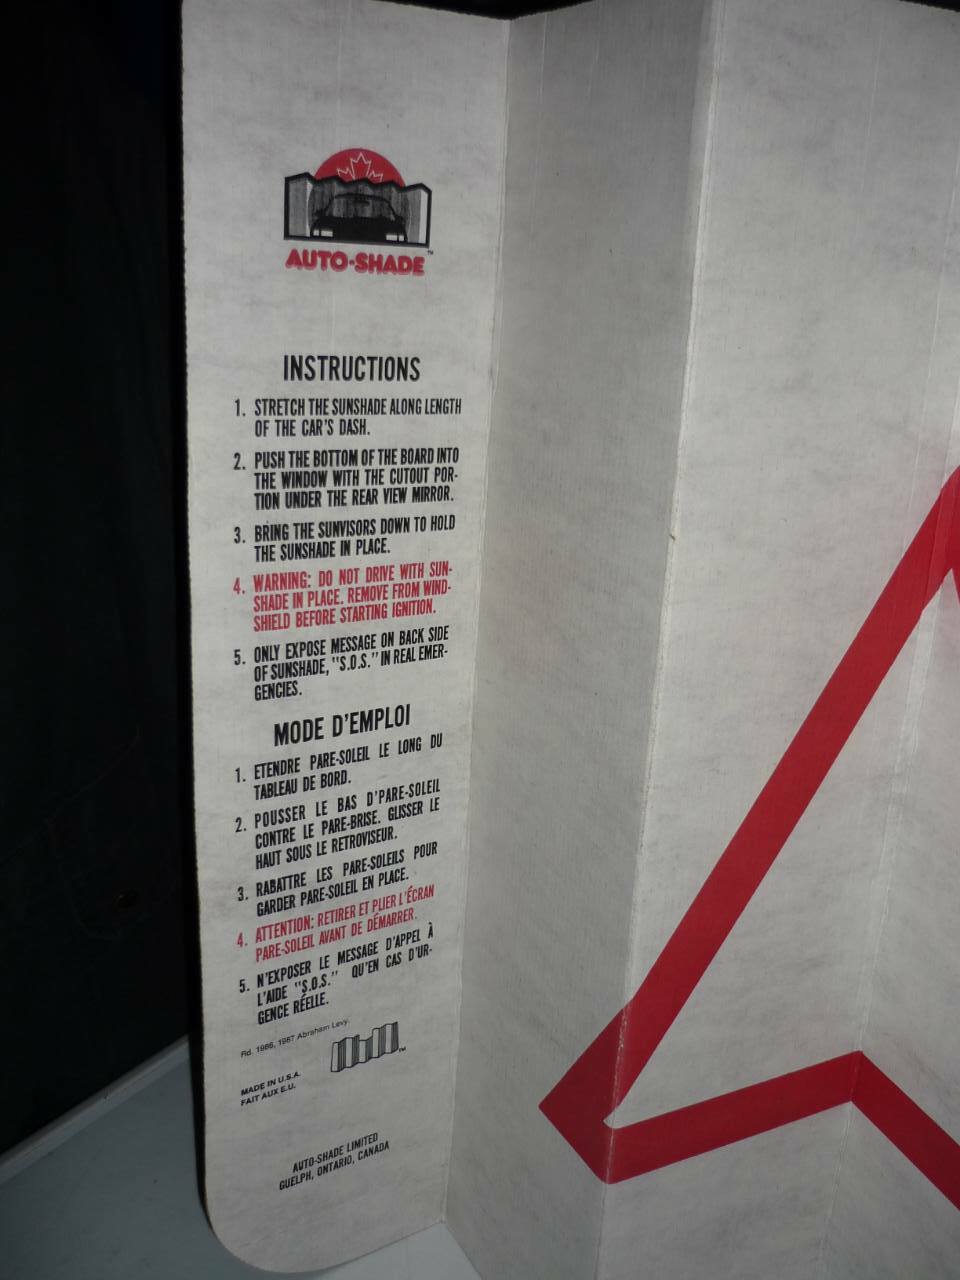 AUTO-SHADE™
INSTRUCTIONS
1. STRETCH THE SUNSHADE ALONG LENGTH
OF THE CAR'S DASH.
2. PUSH THE BOTTOM OF THE BOARD INTO
THE WINDOW WITH THE CUTOUT POR-
TION UNDER THE REAR VIEW MIRROR.
3. BRING THE SUNVISORS DOWN TO HOLD
THE SUNSHADE IN PLACE.
4. WARNING: DO NOT DRIVE WITH SUN-
SHADE IN PLACE. REMOVE FROM WIND-
SHIELD BEFORE STARTING IGNITION.
5. ONLY EXPOSE MESSAGE ON BACK SIDE
OF SUNSHADE, "S.O.S." IN REAL EMER-
GENCIES.
MODE D'EMPLOI
1. ETENDRE PARE-SOLEIL LE LONG DU
TABLEAU DE BORD.
2. POUSSER LE BAS D'PARE-SOLEIL
CONTRE LE PARE-BRISE. GLISSER LE
HAUT SOUS LE RETROVISEUR.
3. RABATTRE LES PARE-SOLEILS POUR
GARDER PARE-SOLEIL EN PLACE.
4. ATTENTION: RETIRER ET PLIER L'ÉCRAN
PARE-SOLEIL AVANT DE DÉMARRER.
5. N'EXPOSER LE MESSAGE D'APPEL À
L'AIDE "S.O.S." QU'EN CAS D'UR-
GENCE RÉELLE.
Rd. 1986, 1987 Abraham Levy.
™
MADE IN U.S.A.
FAIT AUX E.U.
AUTO-SHADE LIMITED
GUELPH, ONTARIO, CANADA